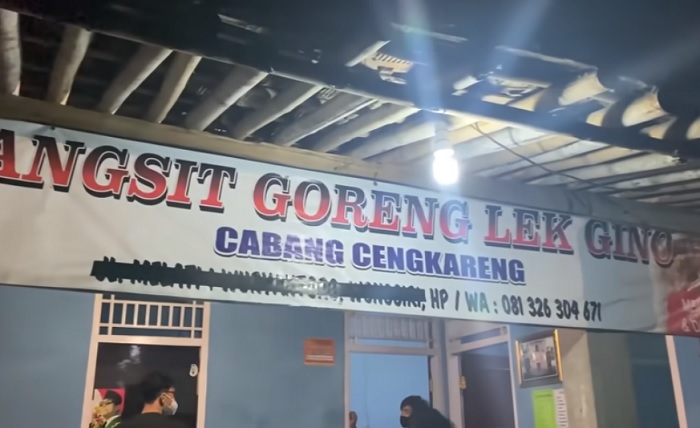 ANGSIT GORENG LEK GINO
CABANG CENGKARENG
HP / WA : 081 326 304 671